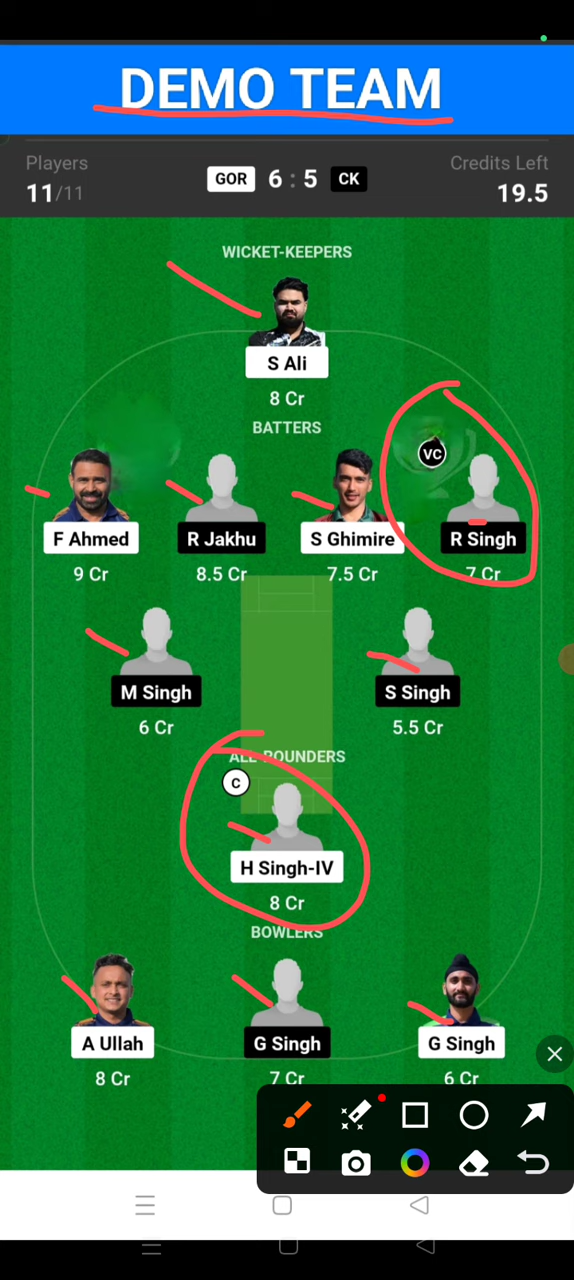 DEMO TEAM
Players Credits Left
11/11 GOR 6 : 5 CK 19.5
WICKET-KEEPERS
S Ali
8 Cr
BATTERS
VC
F Ahmed R Jakhu S Ghimire R Singh
9 Cr 8.5 Cr 7.5 Cr 7 Cr
M Singh S Singh
6 Cr 5.5 Cr
ALL-ROUNDERS
C
H Singh-IV
8 Cr
BOWLERS
A Ullah G Singh G Singh
8 Cr 7 Cr 6 Cr